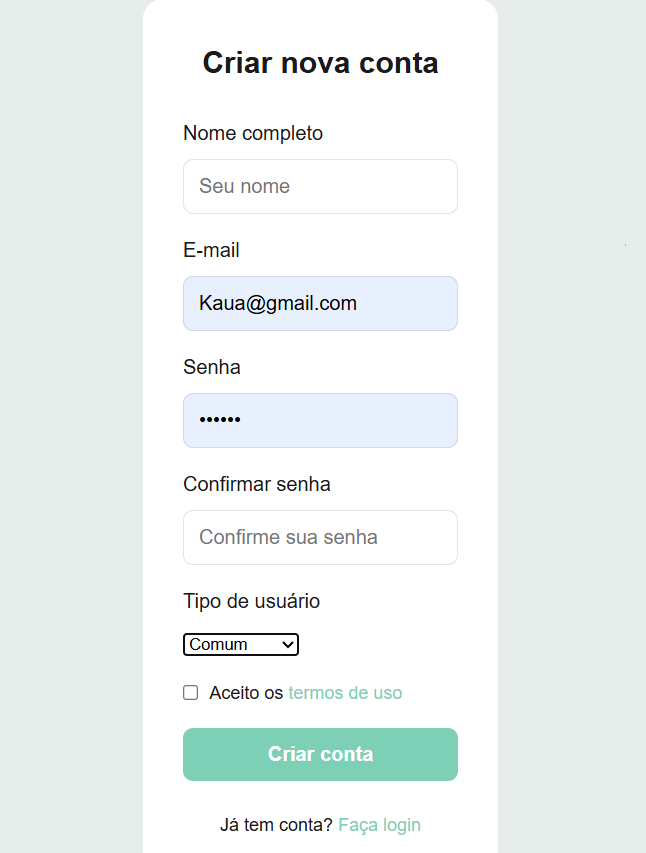 Criar nova conta
Nome completo
Seu nome
E-mail
Kaua@gmail.com
Senha
••••••
Confirmar senha
Confirme sua senha
Tipo de usuário
Comum
Aceito os termos de uso
Criar conta
Já tem conta? Faça login